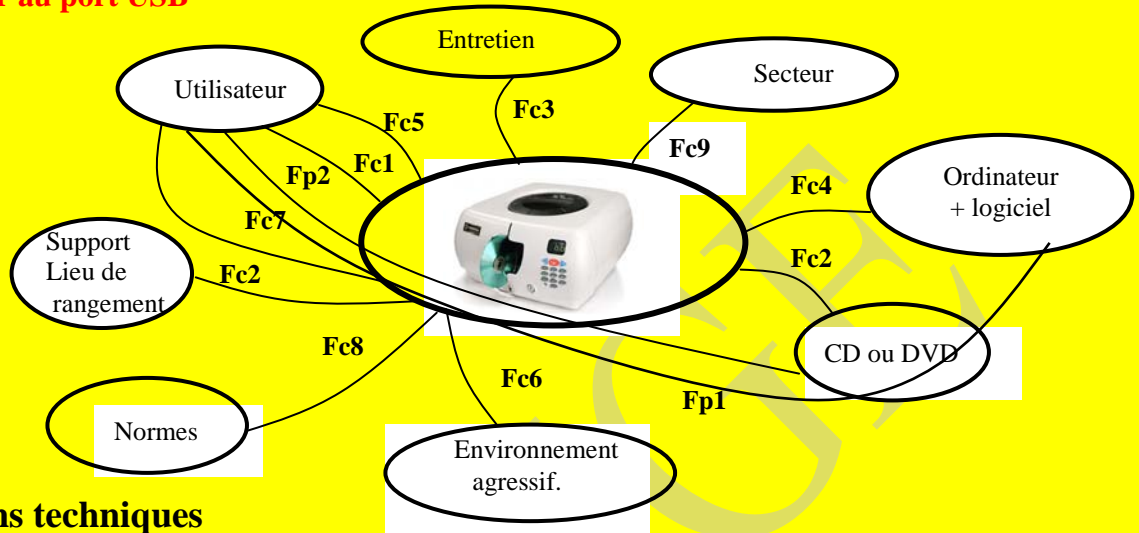 au port USB
Entretien
Secteur
Utilisateur
Fc5
Fc3
Fc9
Fc1
Fp2
Fc4
Ordinateur
+ logiciel
Fc7
Support
Lieu de
rangement
Fc2
Fc2
Fc8
CD ou DVD
Fc6
Fp1
Normes
Environnement
agressif.
techniques